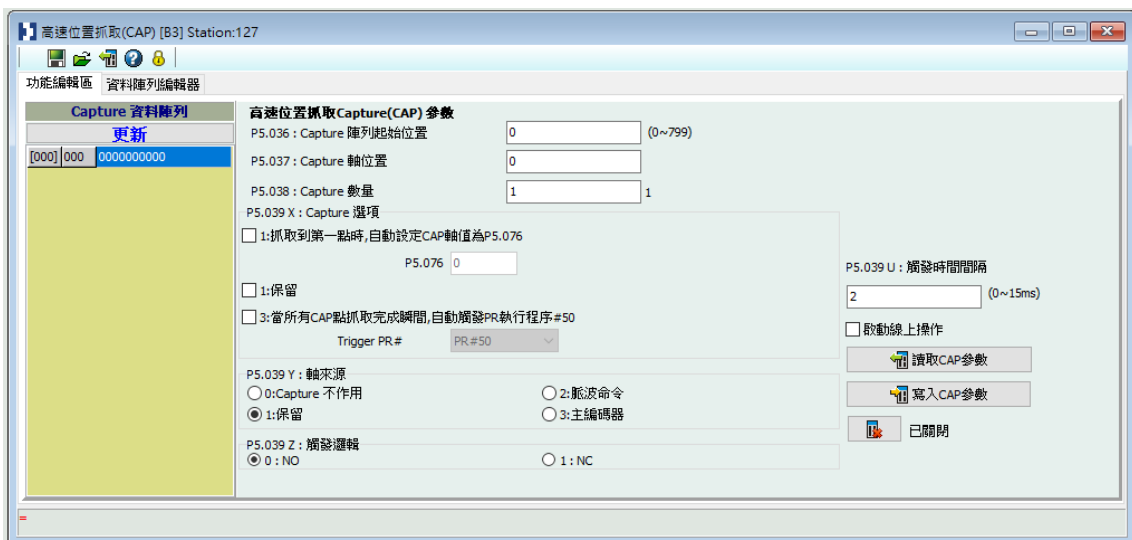 高速位置抓取(CAP) [B3] Station:127
功能編輯區 資料陣列編輯器
Capture 資料陣列
更新
[000] 000 0000000000
高速位置抓取Capture(CAP) 參數
P5.036 : Capture 陣列起始位置 0 (0~799)
P5.037 : Capture 軸位置 0
P5.038 : Capture 數量 1 1
P5.039 X : Capture 選項
1:抓取到第一點時,自動設定CAP軸值為P5.076
P5.076 0
1:保留
3:當所有CAP點抓取完成瞬間,自動觸發PR執行程序#50
Trigger PR# PR#50
P5.039 Y : 軸來源
0:Capture 不作用 2:脈波命令
1:保留 3:主編碼器
P5.039 Z : 觸發邏輯
0 : NO 1 : NC
P5.039 U : 觸發時間間隔
2 (0~15ms)
啟動線上操作
讀取CAP參數
寫入CAP參數
已關閉
=